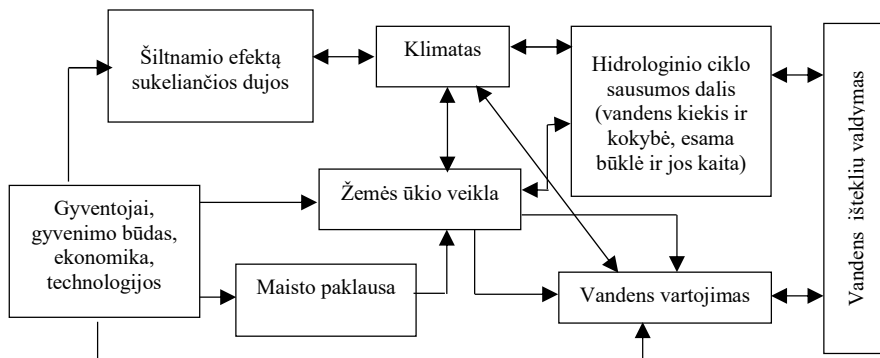 Šiltnamio efektą
sukeliančios dujos
Klimatas
Hidrologinio ciklo
sausumos dalis
(vandens kiekis ir
kokybė, esama
būklė ir jos kaita)
Vandens išteklių valdymas
Gyventojai,
gyvenimo būdas,
ekonomika,
technologijos
Žemės ūkio veikla
Maisto paklausa
Vandens vartojimas